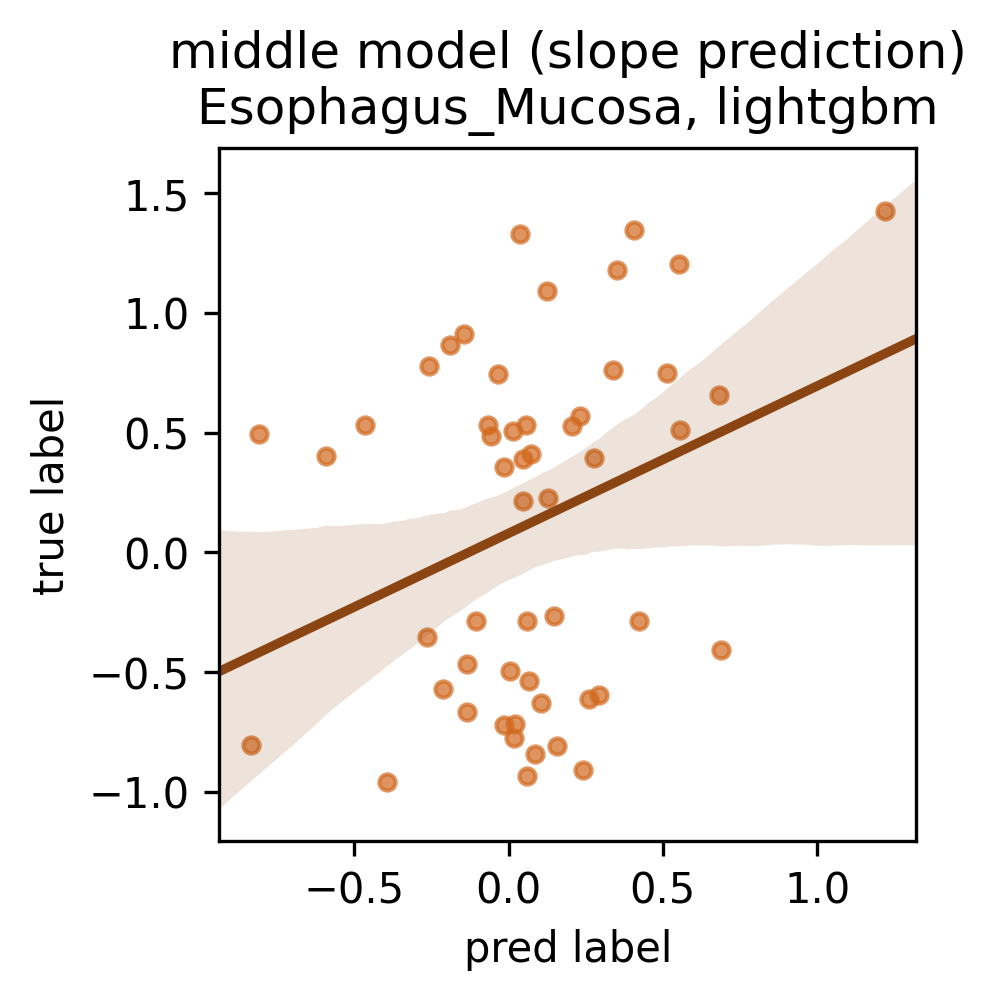 middle model (slope prediction)
Esophagus_Mucosa, lightgbm
1.5
1.0
0.5
0.0
−0.5
−1.0
true label
−0.5 0.0 0.5 1.0
pred label